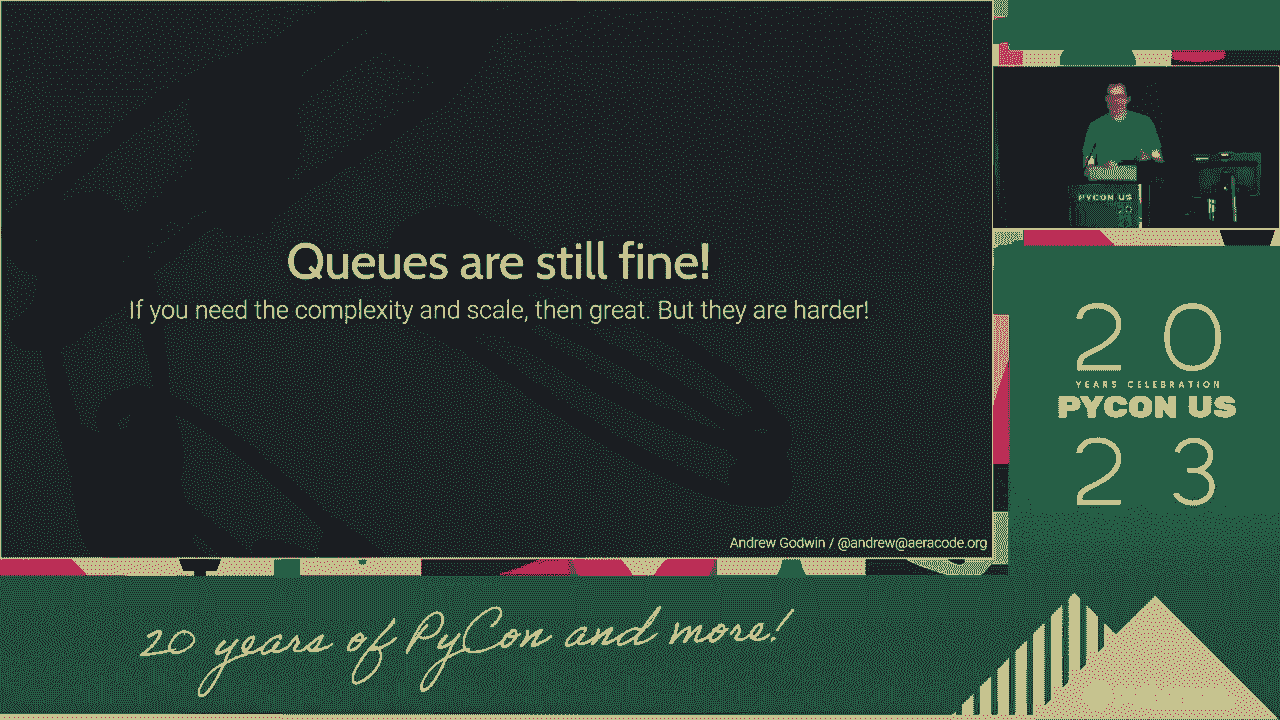 Queues are still fine!
If you need the complexity and scale, then great. But they are harder!
Andrew Godwin / @andrew@aeracode.org
PYCON US
20
20
YEARS CELEBRATION
PYCON US
23
20 years of PyCon and more!